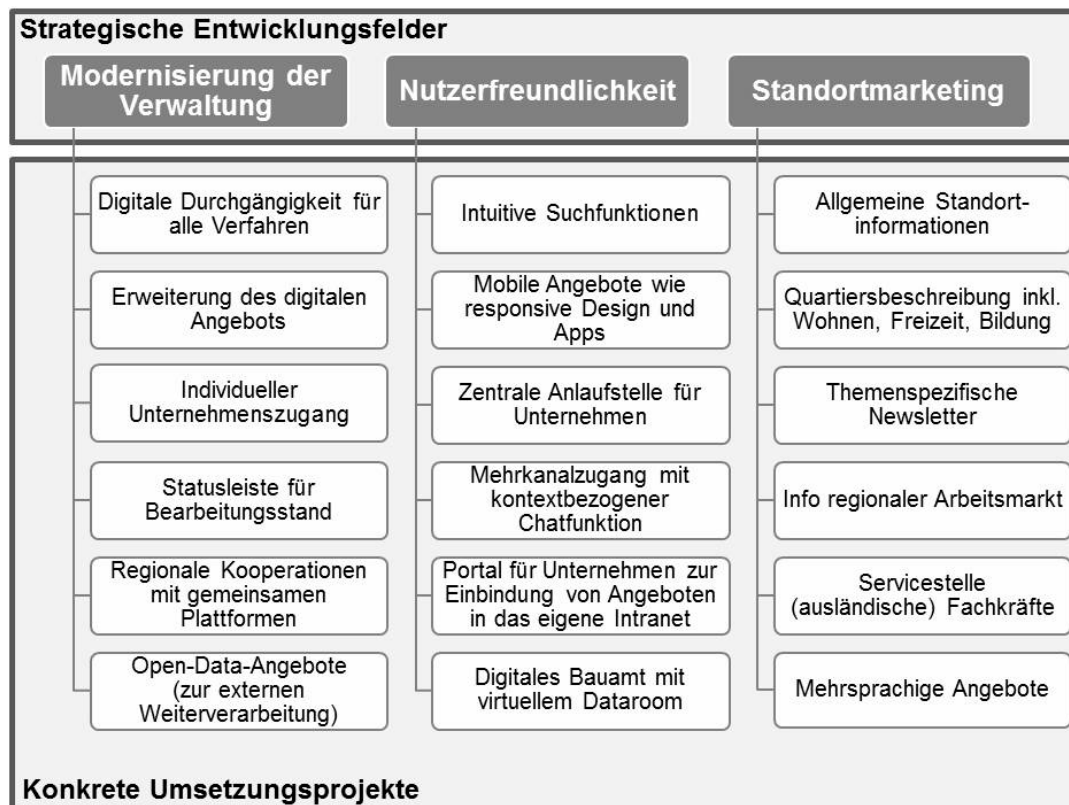 Strategische Entwicklungsfelder
Modernisierung der
Verwaltung
Nutzerfreundlichkeit
Standortmarketing
Digitale Durchgängigkeit für
alle Verfahren
Erweiterung des digitalen
Angebots
Individueller
Unternehmenszugang
Statusleiste für
Bearbeitungsstand
Regionale Kooperationen
mit gemeinsamen
Plattformen
Open-Data-Angebote
(zur externen
Weiterverarbeitung)
Intuitive Suchfunktionen
Mobile Angebote wie
responsive Design und
Apps
Zentrale Anlaufstelle für
Unternehmen
Mehrkanalzugang mit
kontextbezogener
Chatfunktion
Portal für Unternehmen zur
Einbindung von Angeboten
in das eigene Intranet
Digitales Bauamt mit
virtuellem Dataroom
Allgemeine Standort-
informationen
Quartiersbeschreibung inkl.
Wohnen, Freizeit, Bildung
Themenspezifische
Newsletter
Info regionaler Arbeitsmarkt
Servicestelle
(ausländische) Fachkräfte
Mehrsprachige Angebote
Konkrete Umsetzungsprojekte